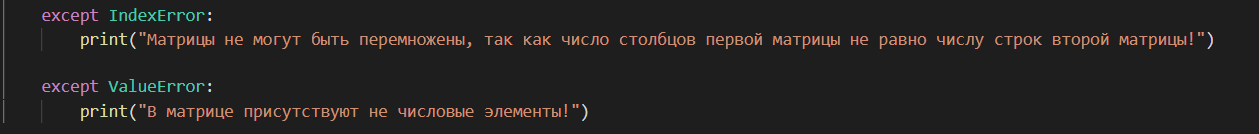 except IndexError:
print("Матрицы не могут быть перемножены, так как число столбцов первой матрицы не равно числу строк второй матрицы!")
except ValueError:
print("В матрице присутствуют не числовые элементы!")